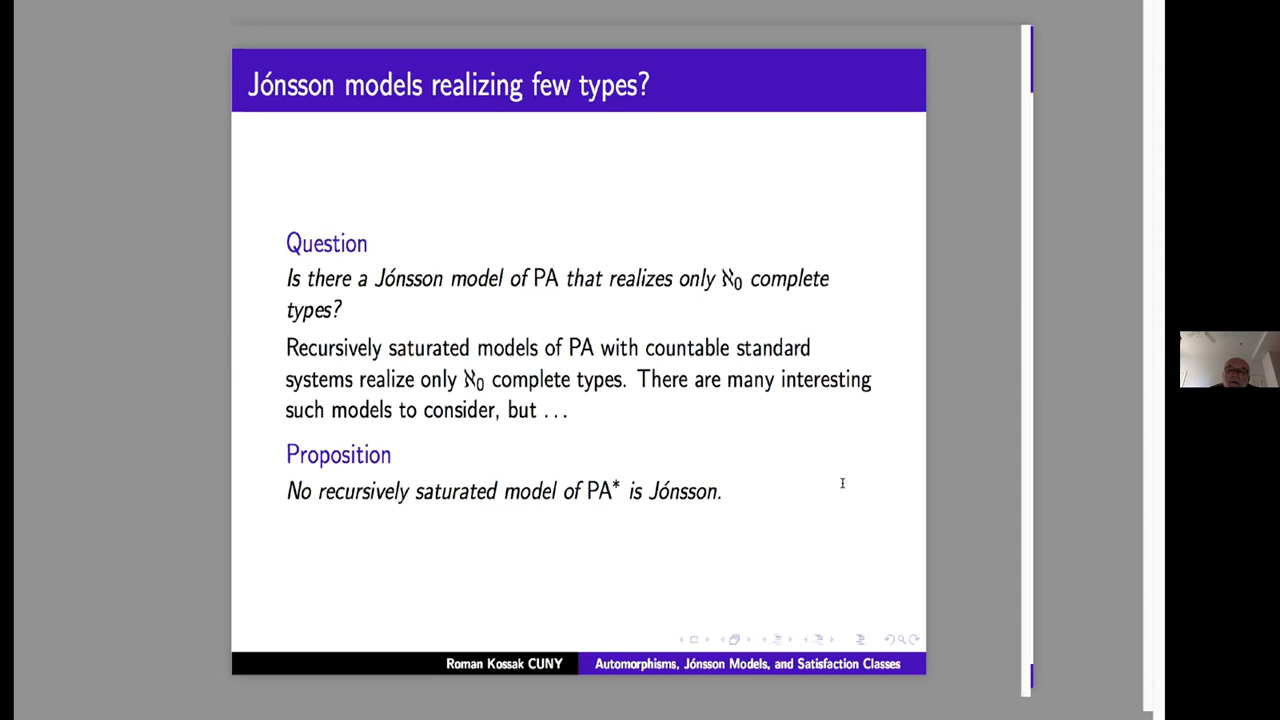 Jónsson models realizing few types?
Question
Is there a Jónsson model of PA that realizes only ℵ₀ complete
types?
Recursively saturated models of PA with countable standard
systems realize only ℵ₀ complete types. There are many interesting
such models to consider, but ...
Proposition
No recursively saturated model of PA* is Jónsson.
Roman Kossak CUNY
Automorphisms, Jónsson Models, and Satisfaction Classes